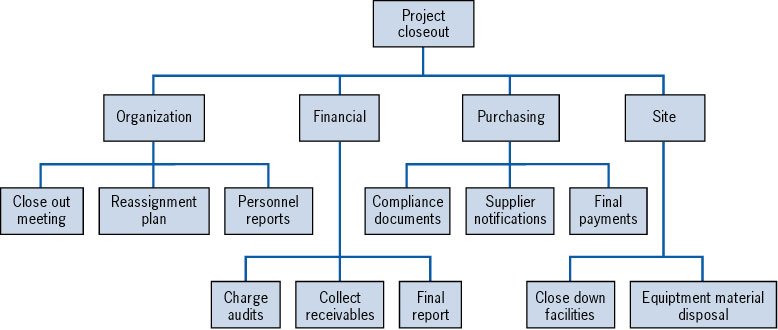 Project
closeout
Organization
Financial
Purchasing
Site
Close out
meeting
Reassignment
plan
Personnel
reports
Compliance
documents
Supplier
notifications
Final
payments
Charge
audits
Collect
receivables
Final
report
Close down
facilities
Equiptment material
disposal